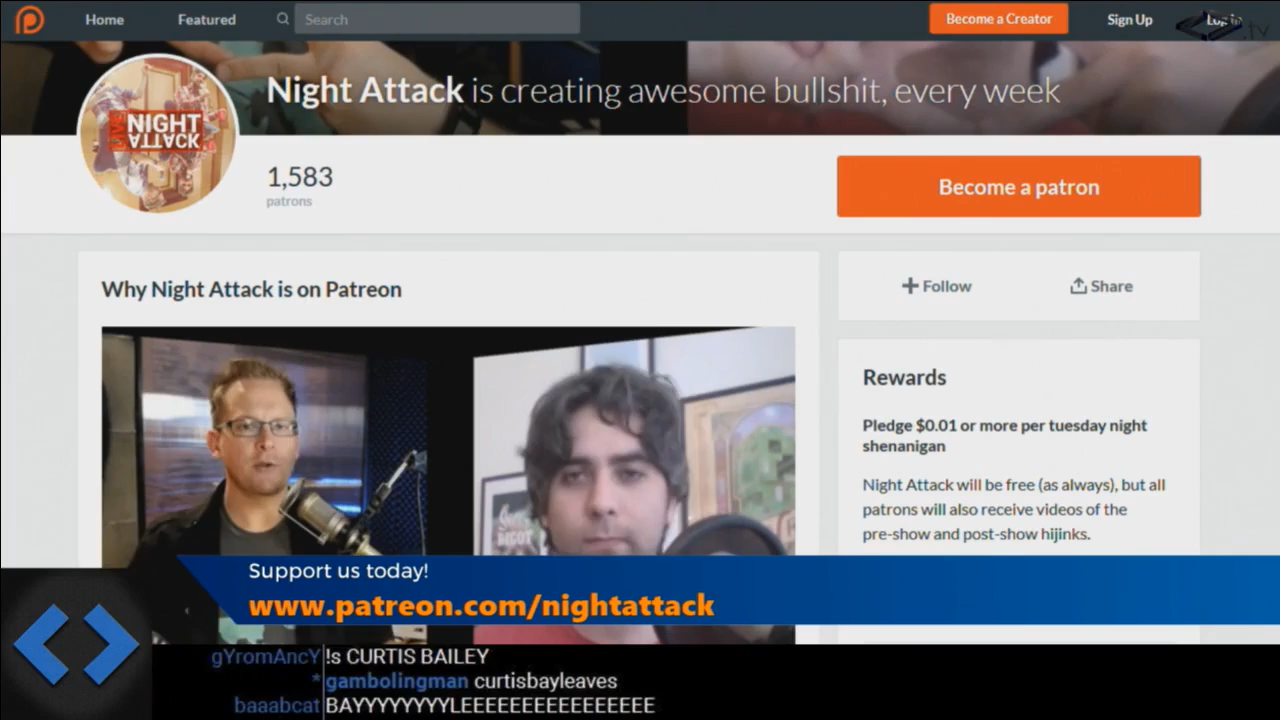 Home Featured Search Become a Creator Sign Up Log in
.tv
Night Attack is creating awesome bullshit, every week
LIVE NIGHT
ATTACK
1,583
patrons
Become a patron
Why Night Attack is on Patreon
Follow Share
Rewards
Pledge $0.01 or more per tuesday night
shenanigan
Night Attack will be free (as always), but all
patrons will also receive videos of the
pre-show and post-show hijinks.
BIGOT
Support us today!
www.patreon.com/nightattack
gYromAncY !s CURTIS BAILEY
* gambolingman curtisbayleaves
baaabcat BAYYYYYYYYLEEEEEEEEEEEEEEEEE